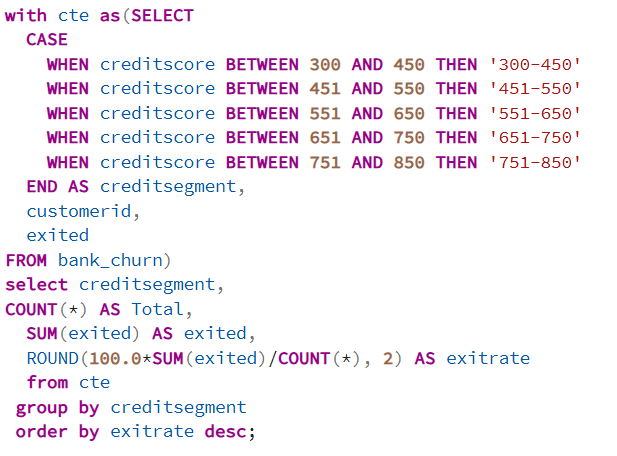 with cte as(SELECT
CASE
WHEN creditscore BETWEEN 300 AND 450 THEN '300-450'
WHEN creditscore BETWEEN 451 AND 550 THEN '451-550'
WHEN creditscore BETWEEN 551 AND 650 THEN '551-650'
WHEN creditscore BETWEEN 651 AND 750 THEN '651-750'
WHEN creditscore BETWEEN 751 AND 850 THEN '751-850'
END AS creditsegment,
customerid,
exited
FROM bank_churn)
select creditsegment,
COUNT(*) AS Total,
SUM(exited) AS exited,
ROUND(100.0*SUM(exited)/COUNT(*), 2) AS exitrate
from cte
group by creditsegment
order by exitrate desc;